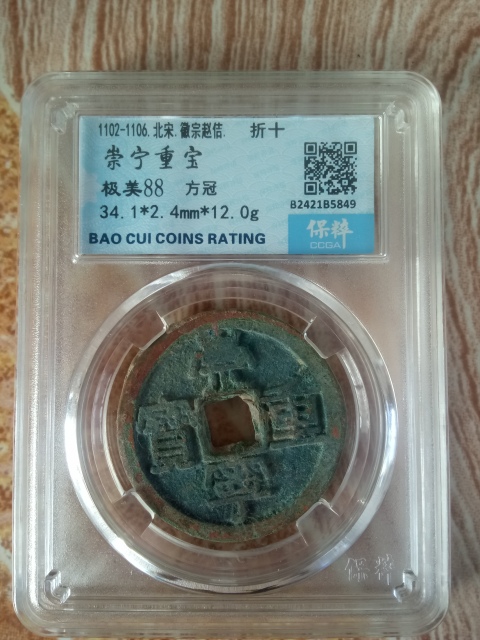 1102-1106.北宋.徽宗赵佶. 折十
崇宁重宝
极美88 方冠
34.1*2.4mm*12.0g
BAO CUI COINS RATING
B2421B5849
保粹
CCGA
崇
寶 重
寧
保粹